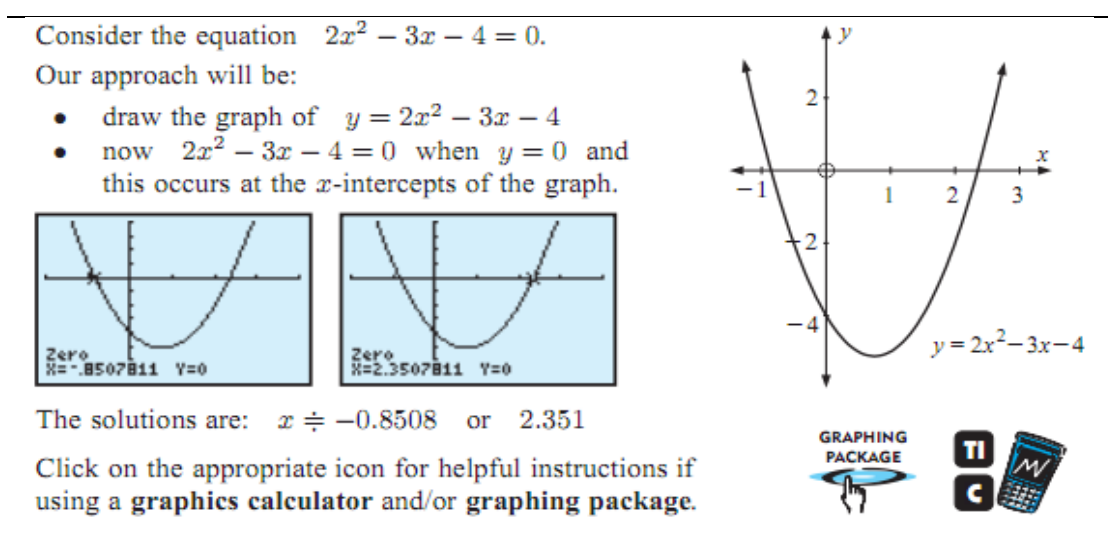 Consider the equation 2x² − 3x − 4 = 0.
Our approach will be:
• draw the graph of y = 2x² − 3x − 4
• now 2x² − 3x − 4 = 0 when y = 0 and
this occurs at the x-intercepts of the graph.
Zero
X=-.8507811 Y=0
Zero
X=2.3507811 Y=0
The solutions are: x ≑ −0.8508 or 2.351
Click on the appropriate icon for helpful instructions if
using a graphics calculator and/or graphing package.
y
2
x
−1 1 2 3
−2
−4
y = 2x²−3x−4
GRAPHING
PACKAGE
TI
C